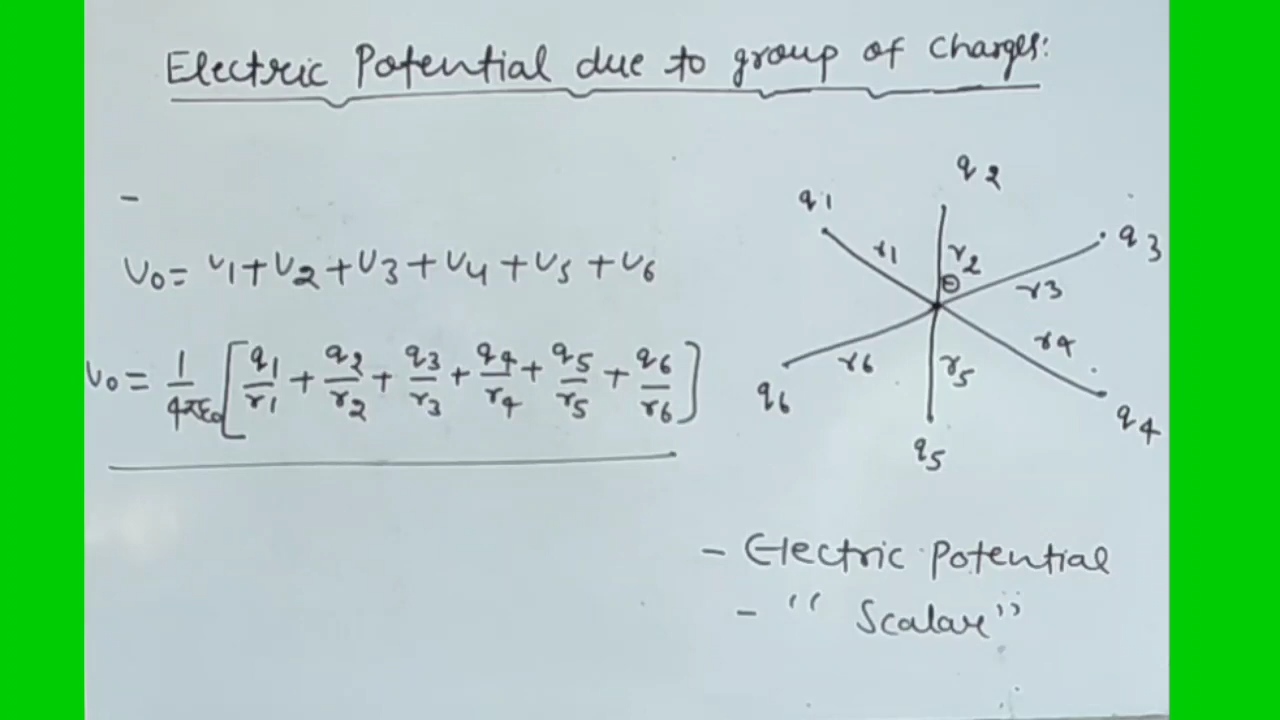 Electric Potential due to group of charges:
-
V0 = V1 + V2 + V3 + V4 + V5 + V6
V0 = 1/4πε0 [q1/r1 + q2/r2 + q3/r3 + q4/r4 + q5/r5 + q6/r6]
q1
q2
q3
r1
r2
r3
r4
r5
r6
q6
q5
q4
- Electric Potential
- "Scalar"